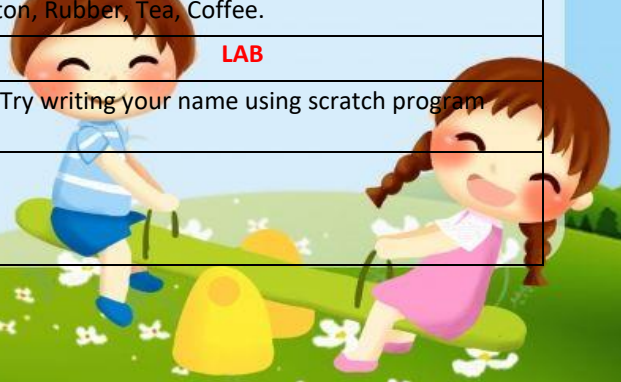 Rubber, Tea, Coffee.
LAB
Try writing your name using scratch program